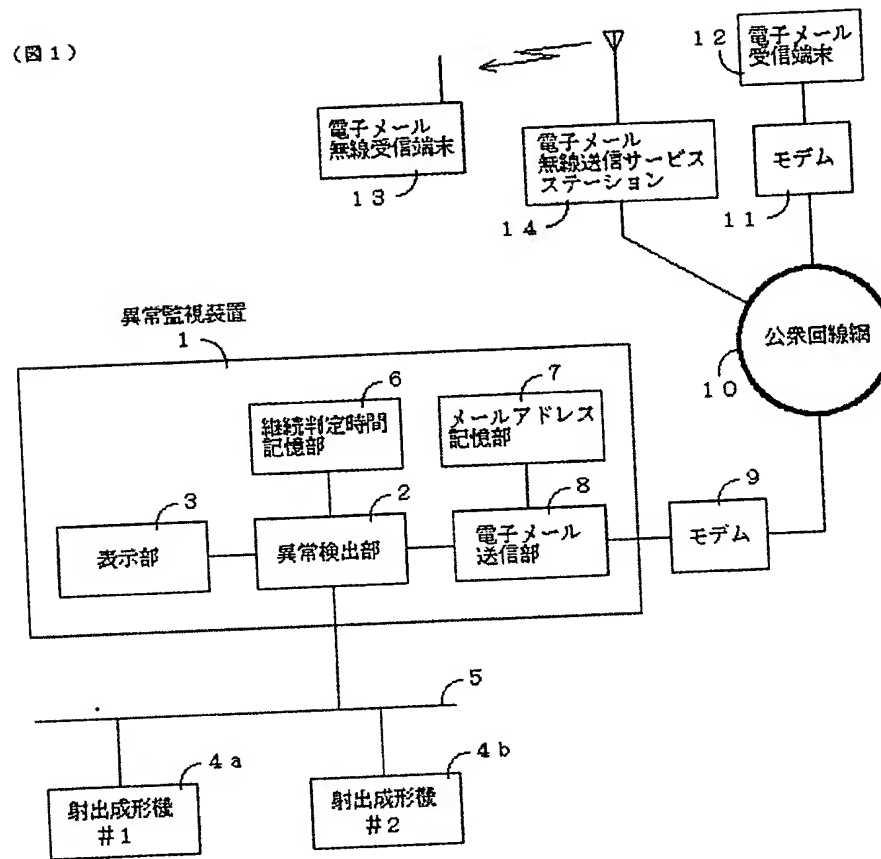 (図1)
電子メール
無線受信端末
13
電子メール
無線送信サービス
ステーション
14
12
電子メール
受信端末
モデム
11
公衆回線網
10
異常監視装置
1
6
継続判定時間
記憶部
7
メールアドレス
記憶部
3
表示部
2
異常検出部
8
電子メール
送信部
9
モデム
5
4a
射出成形機
#1
4b
射出成形機
#2